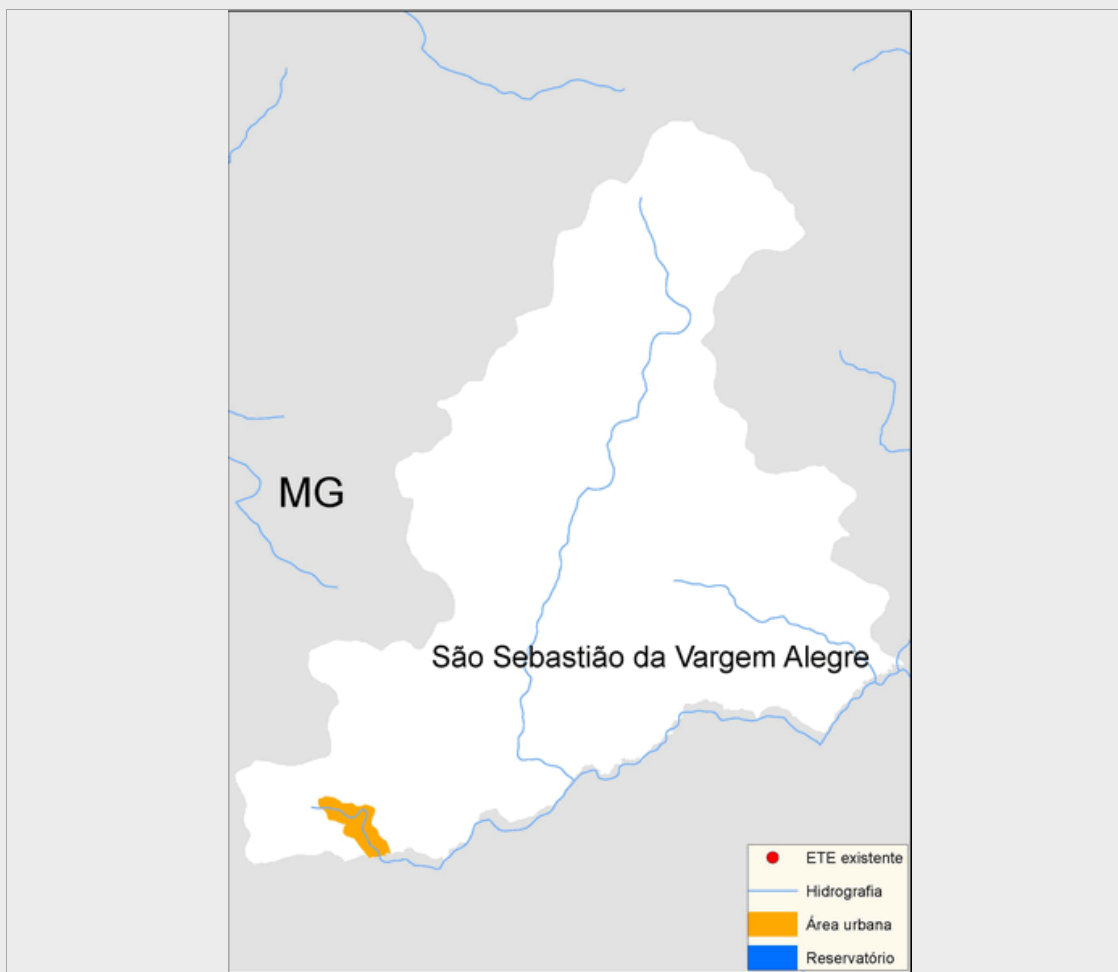 MG
São Sebastião da Vargem Alegre
ETE existente
Hidrografia
Área urbana
Reservatório